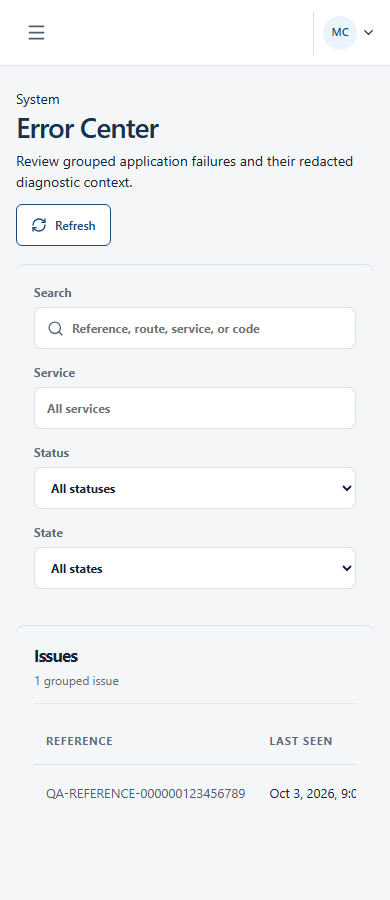 MC
System
Error Center
Review grouped application failures and their redacted
diagnostic context.
Refresh
Search
Reference, route, service, or code
Service
All services
Status
All statuses
State
All states
Issues
1 grouped issue
REFERENCE LAST SEEN
QA-REFERENCE-000000123456789 Oct 3, 2026,